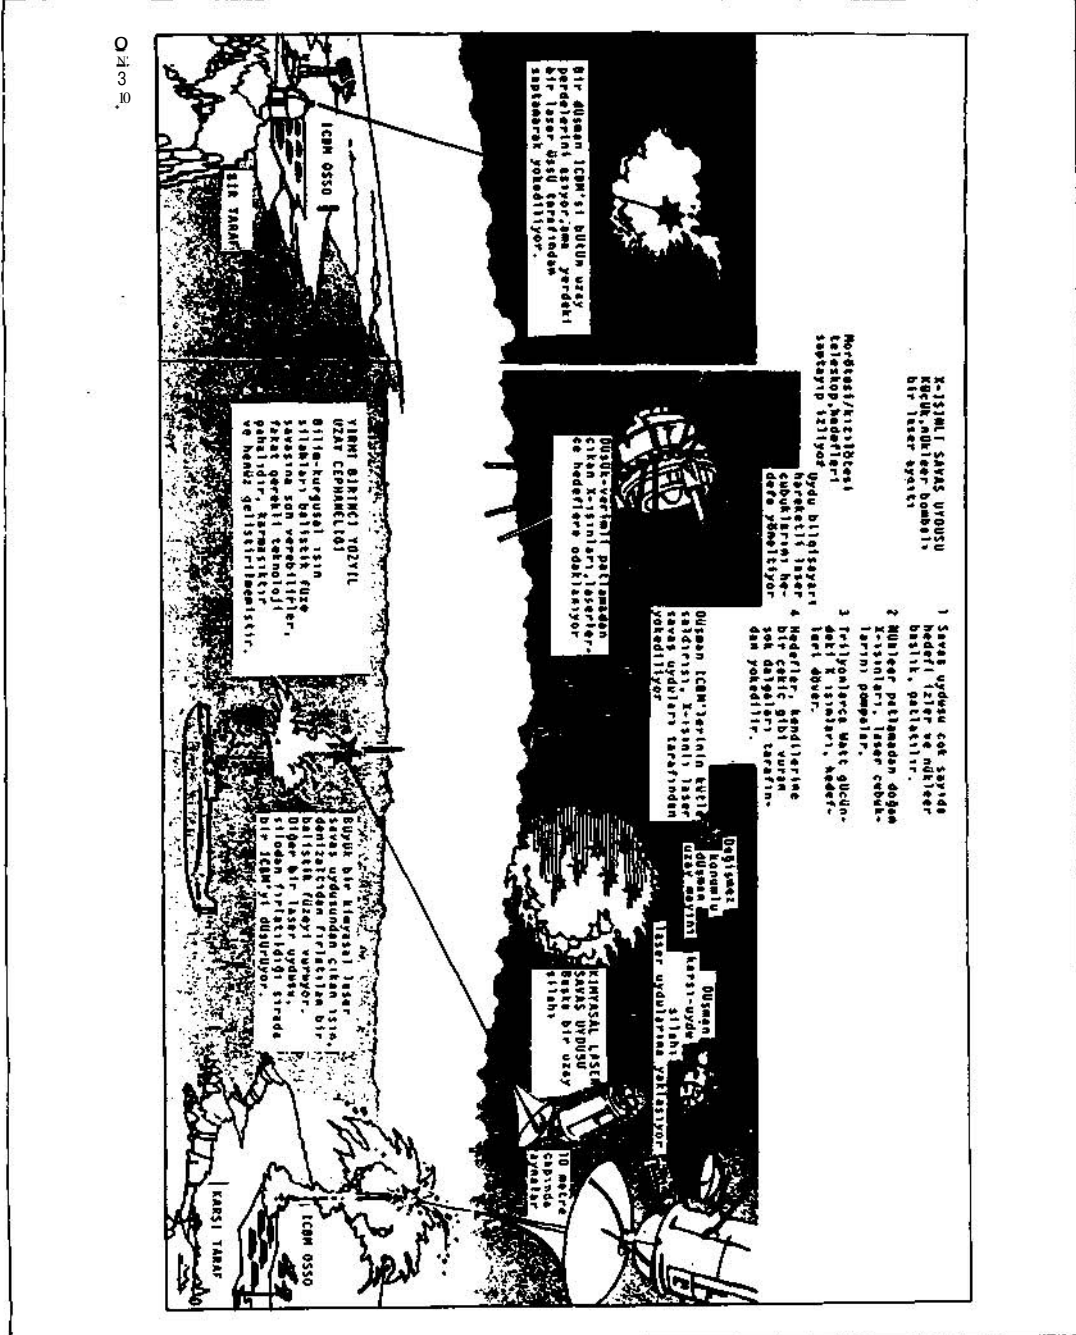 X-IŞINLI SAVAŞ UYDUSU
Küçük,nükleer bombalı
bir laser aygıtı
Morötesi/kızılötesi
teleskop,hedefleri
saptayıp izliyor
Uydu bilgisayarı
hareketli laser
çubuklarını he-
defe yöneltiyor
1 Savaş uydusu çok sayıda
hedefi izler ve nükleer
başlık, patlatılır.
2 Nükleer patlamadan doğan
X-ışınları, laser çubuk-
larını pompalar.
3 Trilyonlarca Watt gücün-
deki X ışınları, hedef-
leri döver.
4 Hedefler, kendilerine
bir çekiç gibi vuran
şok dalgaları tarafın-
dan yokedilir.
Bir düşman ICBM'si bütün uzay
perdelerini aşıyor,ama yerdeki
bir laser üssü tarafından
saptanarak yokediliyor.
Düşük-verimli patlamadan
çıkan X-ışınları,laserler-
ce hedeflere odaklaşıyor
Düşman ICBM'lerinin kütle
saldırısı, X-ışınlı laser
savaş uyduları tarafından
yokediliyor
Değişmez
konumlu
düşman
uzay mayını
Düşman
karşı-uydu
silahı
laser uydularına yaklaşıyor
KİMYASAL LASER
SAVAŞ UYDUSU
Başka bir uzay
silahı
10 metre
çapında
aynalar
ICBM ÜSSÜ
BİR TARAF
YİRMİ BİRİNCİ YÜZYIL
UZAY CEPHANELİĞİ
Bilim-kurgusal ışın
silahları balistik füze
savaşına son verebilirler,
fakat gerekli teknoloji
pahalıdır, karmaşıktır
ve henüz geliştirilmemiştir.
Büyük bir kimyasal laser
savaş uydusundan çıkan ışın,
denizaltından fırlatılan bir
balistik füzeyi vuruyor.
Diğer bir laser uydusu,
silodan fırlatıldığı sırada
bir ICBM'yi düşürüyor.
ICBM ÜSSÜ
KARŞI TARAF